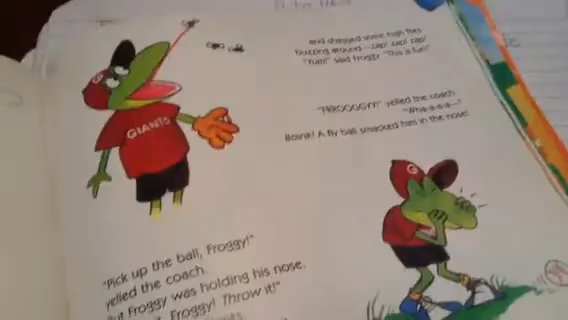 and snapped some high flies
buzzing around—zap! zap! zap!
"Yum!" said Froggy. "This is fun!"
"FRROOGGYY!" yelled the coach.
"Wha-a-a-a—"
Boink! A fly ball smacked him in the nose!
G
GIANTS
G
"Pick up the ball, Froggy!"
yelled the coach.
But Froggy was holding his nose.
Froggy! Throw it!"